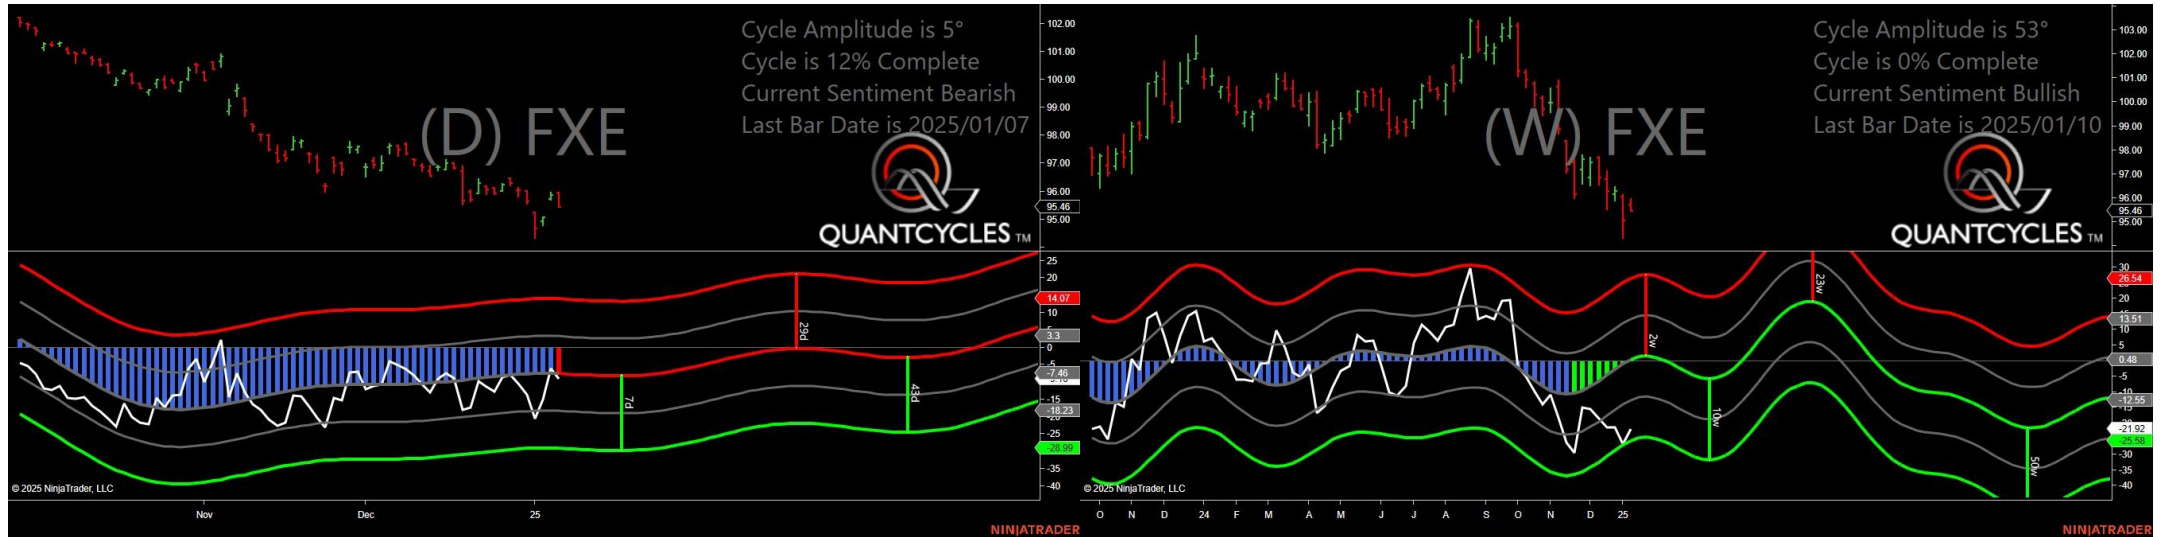 Cycle Amplitude is 5°
Cycle is 12% Complete
Current Sentiment Bearish
Last Bar Date is 2025/01/07
(D) FXE
QUANTCYCLES TM
102.00
101.00
100.00
99.00
98.00
97.00
96.00
95.46
95.00
25
20
14.07
10
3.3
0
-7.46
-15
-18.23
-25
-28.99
-35
-40
29d
7d
43d
© 2025 NinjaTrader, LLC
Nov Dec 25
NINJATRADER
Cycle Amplitude is 53°
Cycle is 0% Complete
Current Sentiment Bullish
Last Bar Date is 2025/01/10
(W) FXE
QUANTCYCLES TM
103.00
102.00
101.00
100.00
99.00
98.00
97.00
96.00
95.46
95.00
30
26.54
20
13.51
10
5
0.48
-5
-10
-12.55
-21.92
-25.58
-30
-35
-40
2w
23w
10w
50w
© 2025 NinjaTrader, LLC
O N D 24 F M A M J J A S O N D 25
NINJATRADER